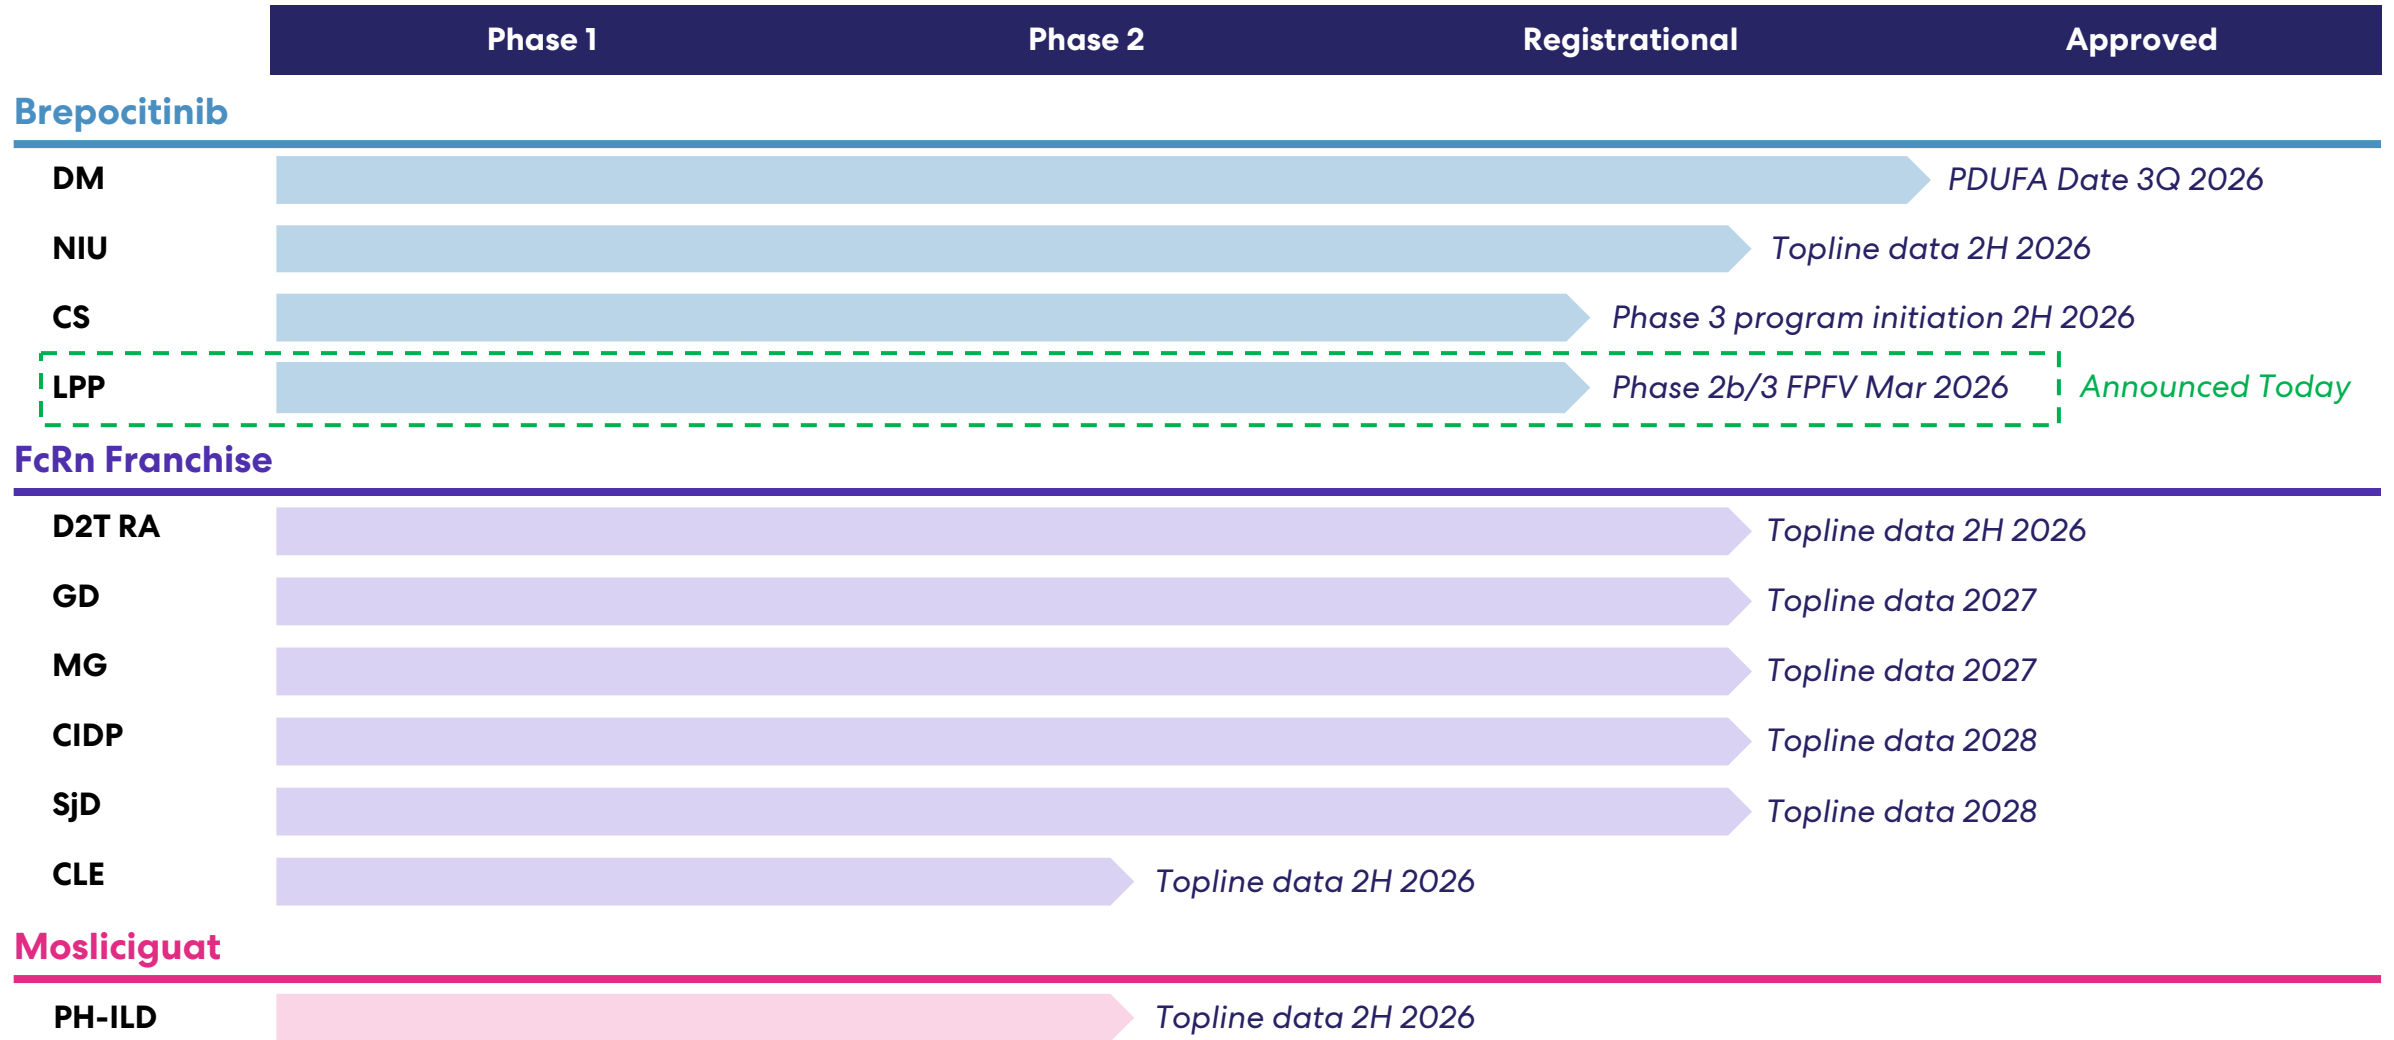 Phase 1 Phase 2 Registrational Approved
Brepocitinib
DM PDUFA Date 3Q 2026
NIU Topline data 2H 2026
CS Phase 3 program initiation 2H 2026
LPP Phase 2b/3 FPFV Mar 2026 Announced Today
FcRn Franchise
D2T RA Topline data 2H 2026
GD Topline data 2027
MG Topline data 2027
CIDP Topline data 2028
SjD Topline data 2028
CLE Topline data 2H 2026
Mosliciguat
PH-ILD Topline data 2H 2026